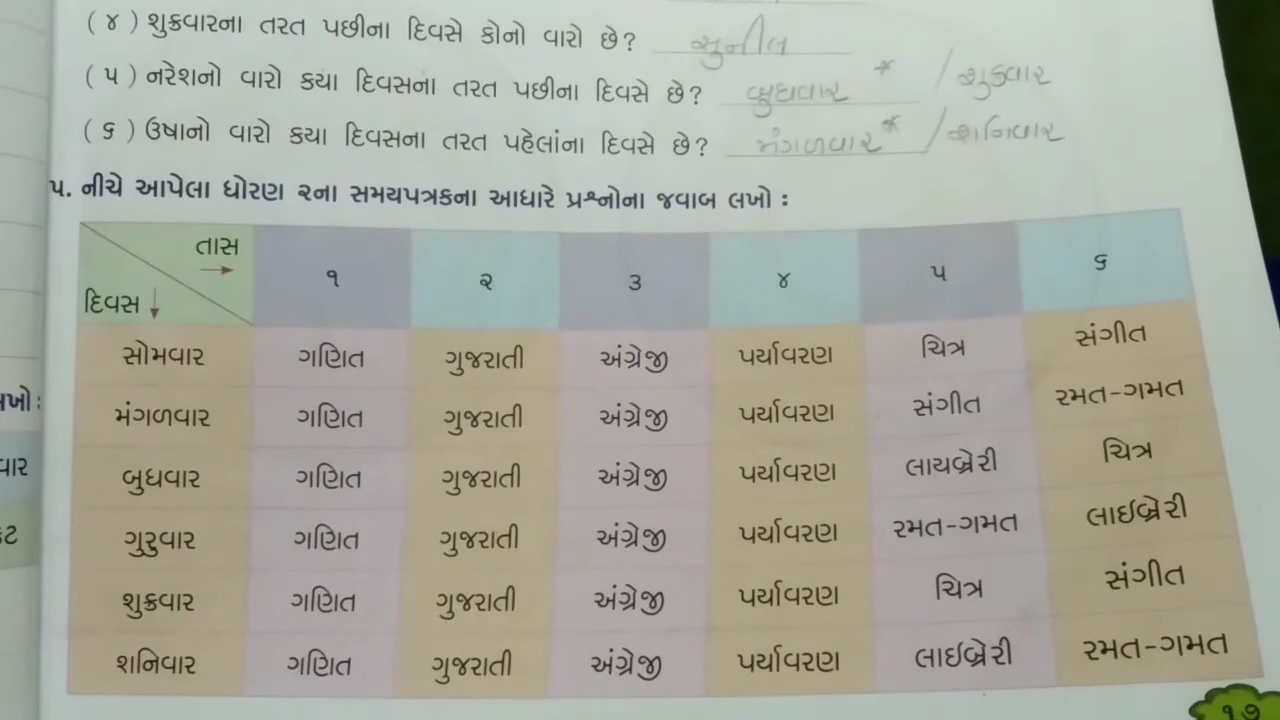 (૪) શુક્રવારના તરત પછીના દિવસે કોનો વારો છે? સુનીલ
(૫) નરેશનો વારો કયા દિવસના તરત પછીના દિવસે છે? બુધવાર * / શુક્રવાર
(૬) ઉષાનો વારો કયા દિવસના તરત પહેલાંના દિવસે છે? મંગળવાર * / શનિવાર
૫. નીચે આપેલા ધોરણ ૨ના સમયપત્રકના આધારે પ્રશ્નોના જવાબ લખો :
તાસ → દિવસ ↓ ૧ ૨ ૩ ૪ ૫ ૬
સોમવાર ગણિત ગુજરાતી અંગ્રેજી પર્યાવરણ ચિત્ર સંગીત
મંગળવાર ગણિત ગુજરાતી અંગ્રેજી પર્યાવરણ સંગીત રમત-ગમત
બુધવાર ગણિત ગુજરાતી અંગ્રેજી પર્યાવરણ લાયબ્રેરી ચિત્ર
ગુરુવાર ગણિત ગુજરાતી અંગ્રેજી પર્યાવરણ રમત-ગમત લાઈબ્રેરી
શુક્રવાર ગણિત ગુજરાતી અંગ્રેજી પર્યાવરણ ચિત્ર સંગીત
શનિવાર ગણિત ગુજરાતી અંગ્રેજી પર્યાવરણ લાઈબ્રેરી રમત-ગમત
૧૭